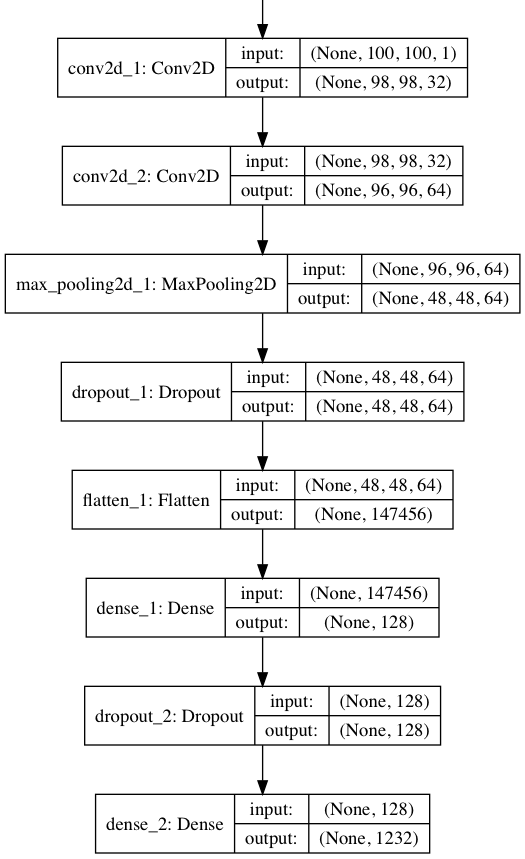 conv2d_1: Conv2D
input: (None, 100, 100, 1)
output: (None, 98, 98, 32)
conv2d_2: Conv2D
input: (None, 98, 98, 32)
output: (None, 96, 96, 64)
max_pooling2d_1: MaxPooling2D
input: (None, 96, 96, 64)
output: (None, 48, 48, 64)
dropout_1: Dropout
input: (None, 48, 48, 64)
output: (None, 48, 48, 64)
flatten_1: Flatten
input: (None, 48, 48, 64)
output: (None, 147456)
dense_1: Dense
input: (None, 147456)
output: (None, 128)
dropout_2: Dropout
input: (None, 128)
output: (None, 128)
dense_2: Dense
input: (None, 128)
output: (None, 1232)